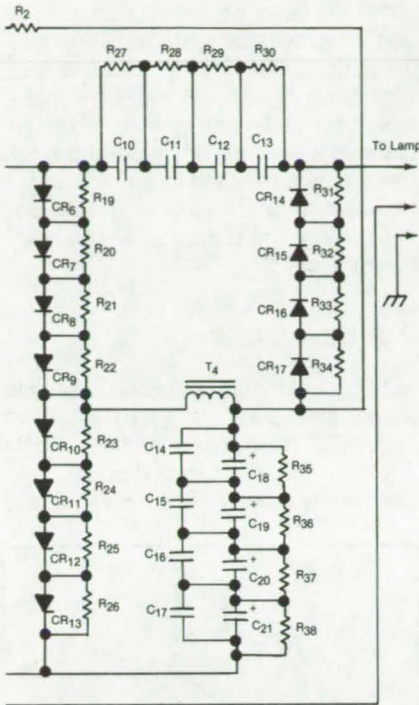 R2
R27 R28 R29 R30
C10 C11 C12 C13
To Lamp
CR6 R19
CR7 R20
CR8 R21
CR9 R22
CR10 R23
CR11 R24
CR12 R25
CR13 R26
CR14 R31
CR15 R32
CR16 R33
CR17 R34
T4
C14 C18 R35
C15 C19 R36
C16 C20 R37
C17 C21 R38